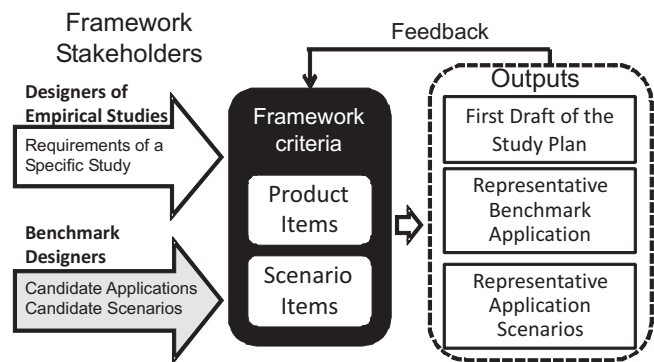 Framework
Stakeholders
Designers of
Empirical Studies
Requirements of a
Specific Study
Benchmark
Designers
Candidate Applications
Candidate Scenarios
Framework
criteria
Product
Items
Scenario
Items
Feedback
Outputs
First Draft of the
Study Plan
Representative
Benchmark
Application
Representative
Application
Scenarios